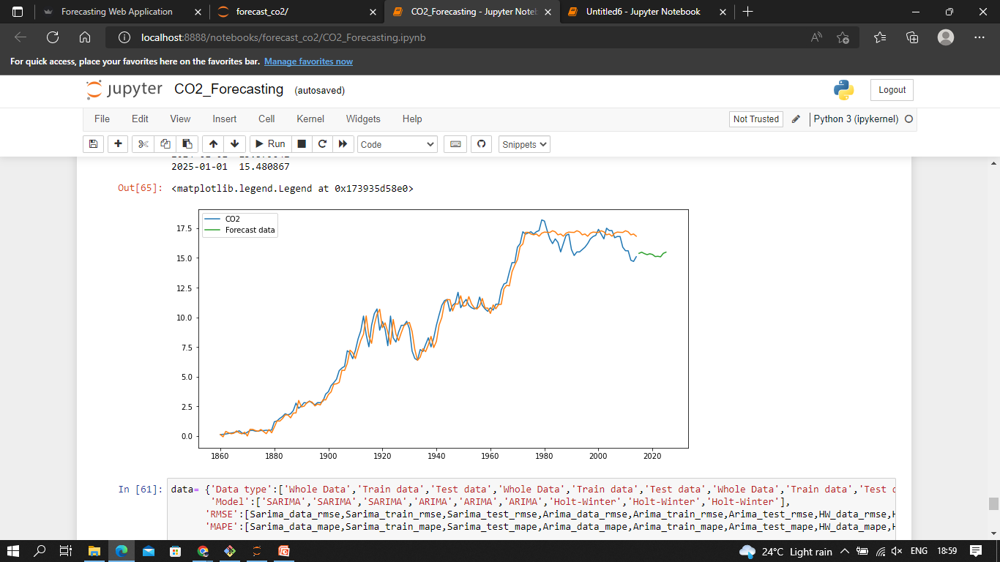 Forecasting Web Application
forecast_co2/
CO2_Forecasting - Jupyter Note
Untitled6 - Jupyter Notebook
localhost:8888/notebooks/forecast_co2/CO2_Forecasting.ipynb
For quick access, place your favorites here on the favorites bar. Manage favorites now
jupyter CO2_Forecasting (autosaved)
Logout
File Edit View Insert Cell Kernel Widgets Help
Not Trusted
Python 3 (ipykernel)
Run
Code
Snippets
2025-01-01 15.480867
Out[65]: <matplotlib.legend.Legend at 0x173935d58e0>
CO2
Forecast data
17.5
15.0
12.5
10.0
7.5
5.0
2.5
0.0
1860 1880 1900 1920 1940 1960 1980 2000 2020
In [61]: data= {'Data type':['Whole Data','Train data','Test data','Whole Data','Train data','Test data','Whole Data','Train data','Test d
'Model':['SARIMA','SARIMA','SARIMA','ARIMA','ARIMA','ARIMA','Holt-Winter','Holt-Winter','Holt-Winter'],
'RMSE':[Sarima_data_rmse,Sarima_train_rmse,Sarima_test_rmse,Arima_data_rmse,Arima_train_rmse,Arima_test_rmse,HW_data_rmse,H
'MAPE':[Sarima_data_mape,Sarima_train_mape,Sarima_test_mape,Arima_data_mape,Arima_train_mape,Arima_test_mape,HW_data_mape,H
24°C Light rain
ENG
18:59